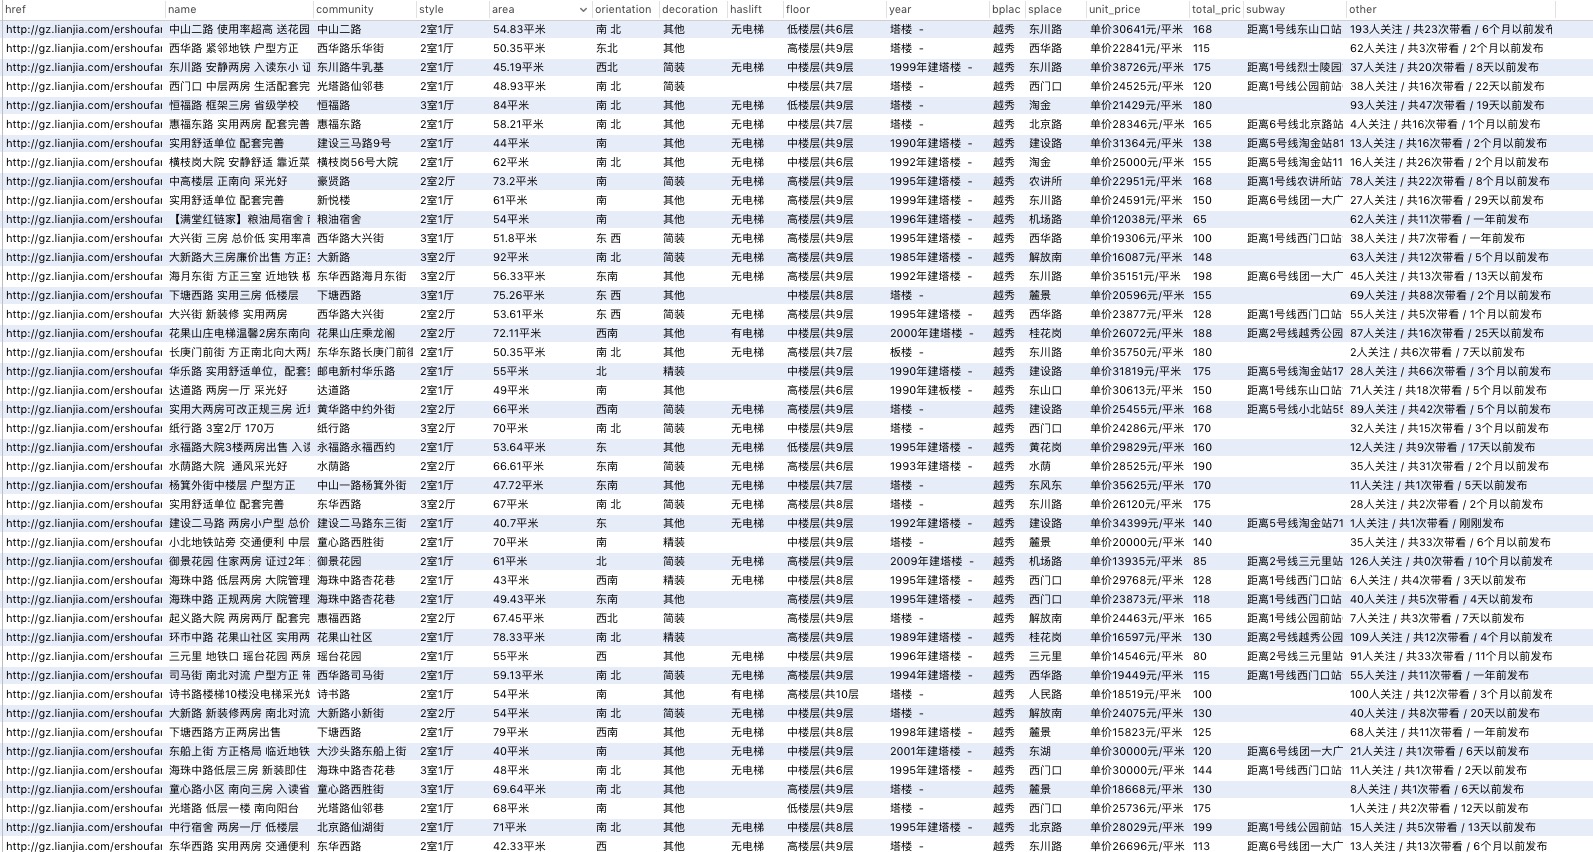 href name community style area orientation decoration haslift floor year bplac splace unit_price total_pric subway other
http://gz.lianjia.com/ershoufar 中山二路 使用率超高 送花园 中山二路 2室1厅 54.83平米 南 北 其他 无电梯 低楼层(共6层 塔楼 - 越秀 东川路 单价30641元/平米 168 距离1号线东山口站 193人关注 / 共23次带看 / 6个月以前发布
http://gz.lianjia.com/ershoufar 西华路 紧邻地铁 户型方正 西华路乐华街 2室1厅 50.35平米 东北 其他 高楼层(共9层 塔楼 - 越秀 西华路 单价22841元/平米 115 62人关注 / 共3次带看 / 2个月以前发布
http://gz.lianjia.com/ershoufar 东川路 安静两房 入读东小 证 东川路牛乳基 2室1厅 45.19平米 西北 简装 无电梯 中楼层(共9层 1999年建塔楼 - 越秀 东川路 单价38726元/平米 175 距离1号线烈士陵园 37人关注 / 共20次带看 / 8天以前发布
http://gz.lianjia.com/ershoufar 西门口 中层两房 生活配套完 光塔路仙邻巷 2室1厅 48.93平米 南 北 简装 中楼层(共7层 塔楼 - 越秀 西门口 单价24525元/平米 120 距离1号线公园前站 38人关注 / 共16次带看 / 22天以前发布
http://gz.lianjia.com/ershoufar 恒福路 框架三房 省级学校 恒福路 3室1厅 84平米 南 北 其他 无电梯 低楼层(共9层 塔楼 - 越秀 淘金 单价21429元/平米 180 93人关注 / 共47次带看 / 19天以前发布
http://gz.lianjia.com/ershoufar 惠福东路 实用两房 配套完善 惠福东路 2室1厅 58.21平米 南 北 其他 无电梯 中楼层(共7层 塔楼 - 越秀 北京路 单价28346元/平米 165 距离6号线北京路站 4人关注 / 共16次带看 / 1个月以前发布
http://gz.lianjia.com/ershoufar 实用舒适单位 配套完善 建设三马路9号 2室1厅 44平米 南 其他 无电梯 中楼层(共9层 1990年建塔楼 - 越秀 建设路 单价31364元/平米 138 距离5号线淘金站81 13人关注 / 共16次带看 / 2个月以前发布
http://gz.lianjia.com/ershoufar 横枝岗大院 安静舒适 靠近菜 横枝岗56号大院 2室1厅 62平米 南 北 其他 无电梯 中楼层(共6层 1992年建塔楼 - 越秀 淘金 单价25000元/平米 155 距离5号线淘金站11 16人关注 / 共26次带看 / 2个月以前发布
http://gz.lianjia.com/ershoufar 中高楼层 正南向 采光好 豪贤路 2室2厅 73.2平米 南 简装 无电梯 高楼层(共9层 1995年建塔楼 - 越秀 农讲所 单价22951元/平米 168 距离1号线农讲所站 78人关注 / 共22次带看 / 8个月以前发布
http://gz.lianjia.com/ershoufar 实用舒适单位 配套完善 新悦楼 2室1厅 61平米 南 简装 无电梯 高楼层(共9层 1999年建塔楼 - 越秀 东川路 单价24591元/平米 150 距离6号线团一大广 27人关注 / 共16次带看 / 29天以前发布
http://gz.lianjia.com/ershoufar 【满堂红链家】粮油局宿舍 粮油宿舍 2室1厅 54平米 南 其他 无电梯 高楼层(共9层 1996年建塔楼 - 越秀 机场路 单价12038元/平米 65 62人关注 / 共11次带看 / 一年前发布
http://gz.lianjia.com/ershoufar 大兴街 三房 总价低 实用率高 西华路大兴街 3室1厅 51.8平米 东 西 简装 无电梯 高楼层(共9层 1995年建塔楼 - 越秀 西华路 单价19306元/平米 100 距离1号线西门口站 38人关注 / 共7次带看 / 一年前发布
http://gz.lianjia.com/ershoufar 大新路大三房廉价出售 方正 大新路 3室2厅 92平米 南 北 简装 无电梯 高楼层(共9层 1985年建塔楼 - 越秀 解放南 单价16087元/平米 148 63人关注 / 共12次带看 / 5个月以前发布
http://gz.lianjia.com/ershoufar 海月东街 方正三室 近地铁 东华西路海月东街 3室2厅 56.33平米 东南 其他 无电梯 高楼层(共9层 1992年建塔楼 - 越秀 东川路 单价35151元/平米 198 距离6号线团一大广 45人关注 / 共13次带看 / 13天以前发布
http://gz.lianjia.com/ershoufar 下塘西路 实用三房 低楼层 下塘西路 3室1厅 75.26平米 东 西 其他 中楼层(共8层 塔楼 - 越秀 麓景 单价20596元/平米 155 69人关注 / 共88次带看 / 2个月以前发布
http://gz.lianjia.com/ershoufar 大兴街 新装修 实用两房 西华路大兴街 2室2厅 53.61平米 东 西 简装 无电梯 高楼层(共9层 1995年建塔楼 - 越秀 西华路 单价23877元/平米 128 距离1号线西门口站 55人关注 / 共5次带看 / 1个月以前发布
http://gz.lianjia.com/ershoufar 花果山庄电梯温馨2房东南向 花果山庄乘龙阁 2室2厅 72.11平米 西南 其他 有电梯 中楼层(共9层 2000年建塔楼 - 越秀 桂花岗 单价26072元/平米 188 距离2号线越秀公园 87人关注 / 共16次带看 / 25天以前发布
http://gz.lianjia.com/ershoufar 长庚门前街 方正南北向大两 东华东路长庚门前街 2室1厅 50.35平米 南 北 其他 无电梯 高楼层(共7层 板楼 - 越秀 东川路 单价35750元/平米 180 2人关注 / 共6次带看 / 7天以前发布
http://gz.lianjia.com/ershoufar 华乐路 实用舒适单位，配套 邮电新村华乐路 2室1厅 55平米 北 精装 中楼层(共9层 1990年建塔楼 - 越秀 建设路 单价31819元/平米 175 距离5号线淘金站17 28人关注 / 共66次带看 / 3个月以前发布
http://gz.lianjia.com/ershoufar 达道路 两房一厅 采光好 达道路 2室1厅 49平米 南 其他 高楼层(共6层 1990年建板楼 - 越秀 东山口 单价30613元/平米 150 距离1号线东山口站 71人关注 / 共18次带看 / 5个月以前发布
http://gz.lianjia.com/ershoufar 实用大两房可改正规三房 近 黄华路中约外街 2室2厅 66平米 西南 简装 无电梯 高楼层(共9层 塔楼 - 越秀 建设路 单价25455元/平米 168 距离5号线小北站55 89人关注 / 共42次带看 / 5个月以前发布
http://gz.lianjia.com/ershoufar 纸行路 3室2厅 170万 纸行路 3室2厅 70平米 南 北 简装 无电梯 中楼层(共9层 塔楼 - 越秀 西门口 单价24286元/平米 170 32人关注 / 共15次带看 / 3个月以前发布
http://gz.lianjia.com/ershoufar 永福路大院3楼两房出售 入读 永福路永福西约 2室1厅 53.64平米 东 其他 无电梯 低楼层(共9层 1995年建塔楼 - 越秀 黄花岗 单价29829元/平米 160 12人关注 / 共9次带看 / 17天以前发布
http://gz.lianjia.com/ershoufar 水荫路大院 通风采光好 水荫路 2室2厅 66.61平米 东南 简装 无电梯 高楼层(共6层 1993年建塔楼 - 越秀 水荫 单价28525元/平米 190 35人关注 / 共31次带看 / 2个月以前发布
http://gz.lianjia.com/ershoufar 杨箕外街中楼层 户型方正 中山一路杨箕外街 2室1厅 47.72平米 东南 其他 无电梯 中楼层(共7层 塔楼 - 越秀 东风东 单价35625元/平米 170 11人关注 / 共1次带看 / 5天以前发布
http://gz.lianjia.com/ershoufar 实用舒适单位 配套完善 东华西路 3室2厅 67平米 南 北 其他 高楼层(共8层 塔楼 - 越秀 东川路 单价26120元/平米 175 28人关注 / 共2次带看 / 2个月以前发布
http://gz.lianjia.com/ershoufar 建设二马路 两房小户型 总价 建设二马路东三街 2室1厅 40.7平米 东 其他 无电梯 中楼层(共9层 1992年建塔楼 - 越秀 建设路 单价34399元/平米 140 距离5号线淘金站71 1人关注 / 共1次带看 / 刚刚发布
http://gz.lianjia.com/ershoufar 小北地铁站旁 交通便利 中层 童心路西胜街 2室1厅 70平米 南 精装 中楼层(共9层 塔楼 - 越秀 麓景 单价20000元/平米 140 35人关注 / 共33次带看 / 6个月以前发布
http://gz.lianjia.com/ershoufar 御景花园 住家两房 证过2年 御景花园 2室1厅 61平米 北 简装 无电梯 高楼层(共9层 2009年建塔楼 - 越秀 机场路 单价13935元/平米 85 距离2号线三元里站 126人关注 / 共0次带看 / 10个月以前发布
http://gz.lianjia.com/ershoufar 海珠中路 低层两房 大院管理 海珠中路杏花巷 2室1厅 43平米 西南 精装 无电梯 中楼层(共8层 1995年建塔楼 - 越秀 西门口 单价29768元/平米 128 距离1号线西门口站 6人关注 / 共4次带看 / 3天以前发布
http://gz.lianjia.com/ershoufar 海珠中路 正规两房 大院管理 海珠中路杏花巷 2室1厅 49.43平米 东南 其他 高楼层(共9层 1995年建塔楼 - 越秀 西门口 单价23873元/平米 118 距离1号线西门口站 40人关注 / 共5次带看 / 4天以前发布
http://gz.lianjia.com/ershoufar 起义路大院 两房两厅 配套完 惠福西路 2室2厅 67.45平米 西北 简装 高楼层(共9层 塔楼 - 越秀 解放南 单价24463元/平米 165 距离1号线公园前站 7人关注 / 共3次带看 / 7天以前发布
http://gz.lianjia.com/ershoufar 环市中路 花果山社区 实用两 花果山社区 2室1厅 78.33平米 南 北 精装 高楼层(共9层 1989年建塔楼 - 越秀 桂花岗 单价16597元/平米 130 距离2号线越秀公园 109人关注 / 共12次带看 / 4个月以前发布
http://gz.lianjia.com/ershoufar 三元里 地铁口 瑶台花园 两房 瑶台花园 2室1厅 55平米 西 其他 无电梯 中楼层(共9层 1996年建塔楼 - 越秀 三元里 单价14546元/平米 80 距离2号线三元里站 91人关注 / 共33次带看 / 11个月以前发布
http://gz.lianjia.com/ershoufar 司马街 南北对流 户型方正 带 西华路司马街 2室1厅 59.13平米 南 北 简装 无电梯 高楼层(共9层 1994年建塔楼 - 越秀 西华路 单价19449元/平米 115 距离1号线西门口站 55人关注 / 共11次带看 / 一年前发布
http://gz.lianjia.com/ershoufar 诗书路楼梯10楼没电梯采光 诗书路 2室1厅 54平米 南 其他 有电梯 高楼层(共10层 塔楼 - 越秀 人民路 单价18519元/平米 100 100人关注 / 共12次带看 / 3个月以前发布
http://gz.lianjia.com/ershoufar 大新路 新装修两房 南北对流 大新路小新街 2室2厅 54平米 南 北 简装 无电梯 中楼层(共9层 塔楼 - 越秀 解放南 单价24075元/平米 130 40人关注 / 共8次带看 / 20天以前发布
http://gz.lianjia.com/ershoufar 下塘西路方正两房出售 下塘西路 2室1厅 79平米 西南 其他 无电梯 中楼层(共8层 1998年建塔楼 - 越秀 麓景 单价15823元/平米 125 68人关注 / 共11次带看 / 一年前发布
http://gz.lianjia.com/ershoufar 东船上街 方正格局 临近地铁 大沙头路东船上街 2室1厅 40平米 南 其他 无电梯 中楼层(共9层 2001年建塔楼 - 越秀 东湖 单价30000元/平米 120 距离6号线团一大广 21人关注 / 共1次带看 / 6天以前发布
http://gz.lianjia.com/ershoufar 海珠中路低层三房 新装即住 海珠中路杏花巷 3室1厅 48平米 南 北 其他 无电梯 中楼层(共6层 1995年建塔楼 - 越秀 西门口 单价30000元/平米 144 距离1号线西门口站 11人关注 / 共1次带看 / 2天以前发布
http://gz.lianjia.com/ershoufar 童心路小区 南向三房 入读省 童心路西胜街 3室1厅 69.64平米 南 北 其他 高楼层(共9层 塔楼 - 越秀 麓景 单价18668元/平米 130 8人关注 / 共1次带看 / 6天以前发布
http://gz.lianjia.com/ershoufar 光塔路 低层一楼 南向阳台 光塔路仙邻巷 2室1厅 68平米 南 其他 低楼层(共9层 塔楼 - 越秀 西门口 单价25736元/平米 175 1人关注 / 共2次带看 / 12天以前发布
http://gz.lianjia.com/ershoufar 中行宿舍 两房一厅 低楼层 北京路仙湖街 2室1厅 71平米 南 北 其他 无电梯 中楼层(共8层 1995年建塔楼 - 越秀 北京路 单价28029元/平米 199 距离1号线公园前站 15人关注 / 共5次带看 / 13天以前发布
http://gz.lianjia.com/ershoufar 东华西路 实用两房 交通便利 东华西路 2室1厅 42.33平米 西 其他 无电梯 高楼层(共9层 塔楼 - 越秀 东川路 单价26696元/平米 113 距离6号线团一大广 13人关注 / 共13次带看 / 6个月以前发布